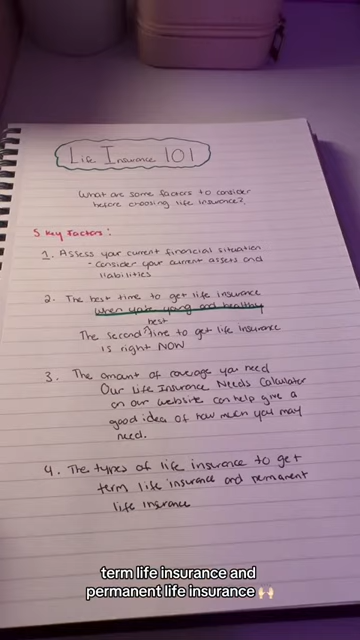 Life Insurance 101
What are some factors to consider
before choosing life insurance?
5 Key Factors:
1. Assess your current financial situation
- consider your current assets and
liabilities
2. The best time to get life insurance
when you're young and healthy
best
The second time to get life insurance
is right NOW
3. The amount of coverage you need
Our Life Insurance Needs Calculator
on our website can help give a
good idea of how much you may
need.
4. The types of life insurance to get
term life insurance and permanent
life insurance
term life insurance and
permanent life insurance 🙌🏻